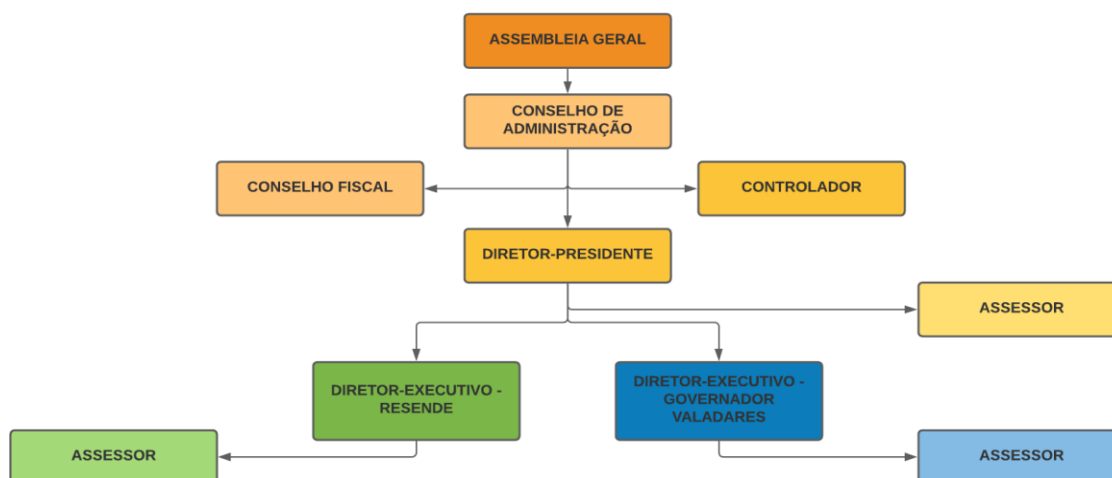 ASSEMBLEIA GERAL
CONSELHO DE
ADMINISTRAÇÃO
CONSELHO FISCAL
CONTROLADOR
DIRETOR-PRESIDENTE
ASSESSOR
DIRETOR-EXECUTIVO -
RESENDE
DIRETOR-EXECUTIVO -
GOVERNADOR
VALADARES
ASSESSOR
ASSESSOR